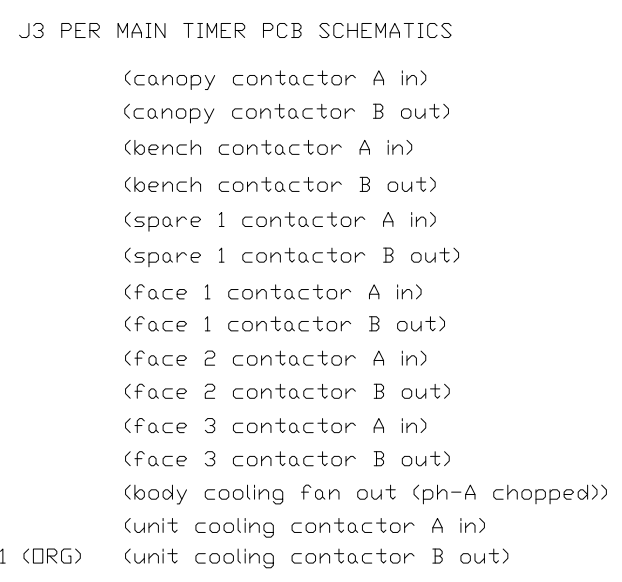 J3 PER MAIN TIMER PCB SCHEMATICS
(canopy contactor A in)
(canopy contactor B out)
(bench contactor A in)
(bench contactor B out)
(spare 1 contactor A in)
(spare 1 contactor B out)
(face 1 contactor A in)
(face 1 contactor B out)
(face 2 contactor A in)
(face 2 contactor B out)
(face 3 contactor A in)
(face 3 contactor B out)
(body cooling fan out (ph-A chopped))
(unit cooling contactor A in)
1 (ORG) (unit cooling contactor B out)